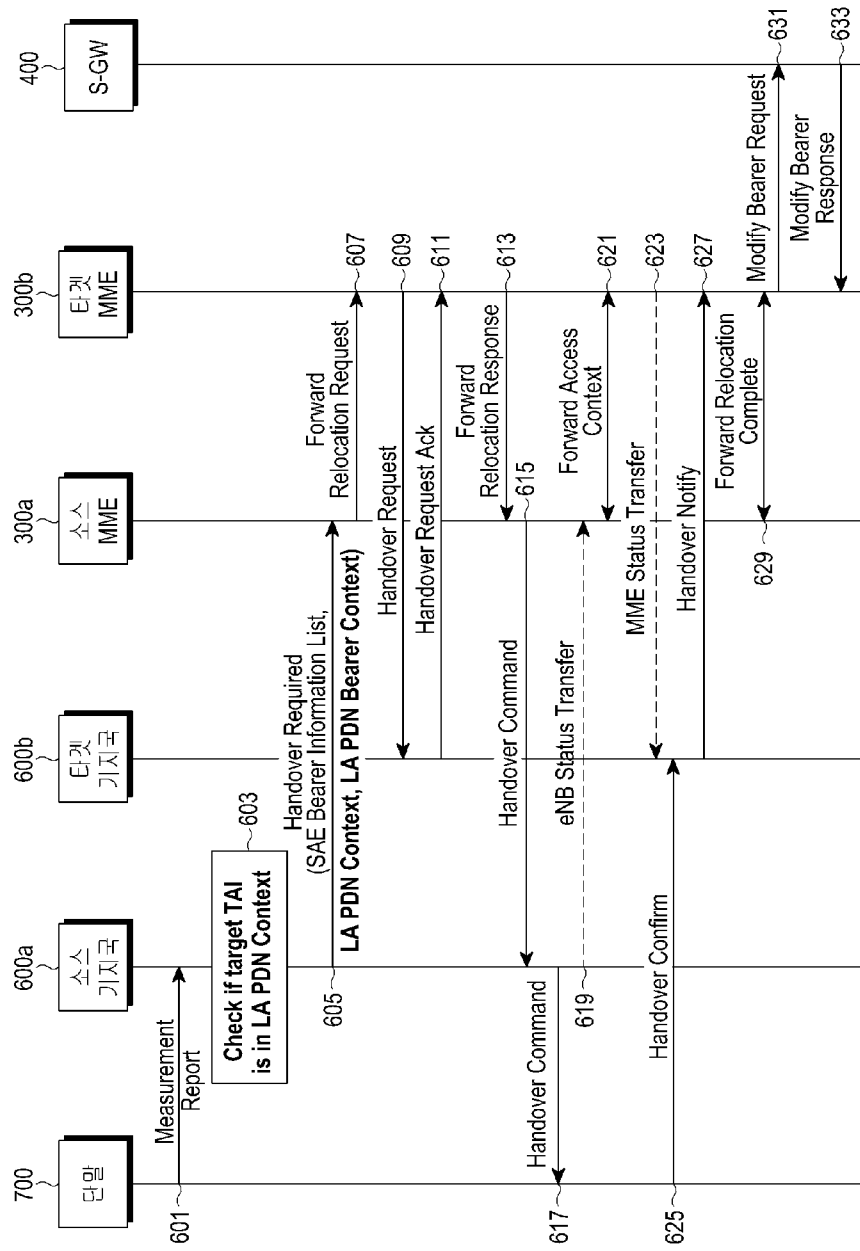 700
단말
600a
소스
기지국
600b
타겟
기지국
300a
소스
MME
300b
타겟
MME
400
S-GW
601
Measurement
Report
603
Check if target TAI
is in LA PDN Context
605
Handover Required
(SAE Bearer Information List,
LA PDN Context, LA PDN Bearer Context)
Forward
Relocation Request
607
Handover Request
609
Handover Request Ack
611
Forward
Relocation Response
613
Handover Command
615
Handover Command
617
eNB Status Transfer
619
Forward Access
Context
621
MME Status Transfer
623
Handover Confirm
625
Handover Notify
627
Forward Relocation
Complete
629
Modify Bearer Request
631
Modify Bearer
Response
633